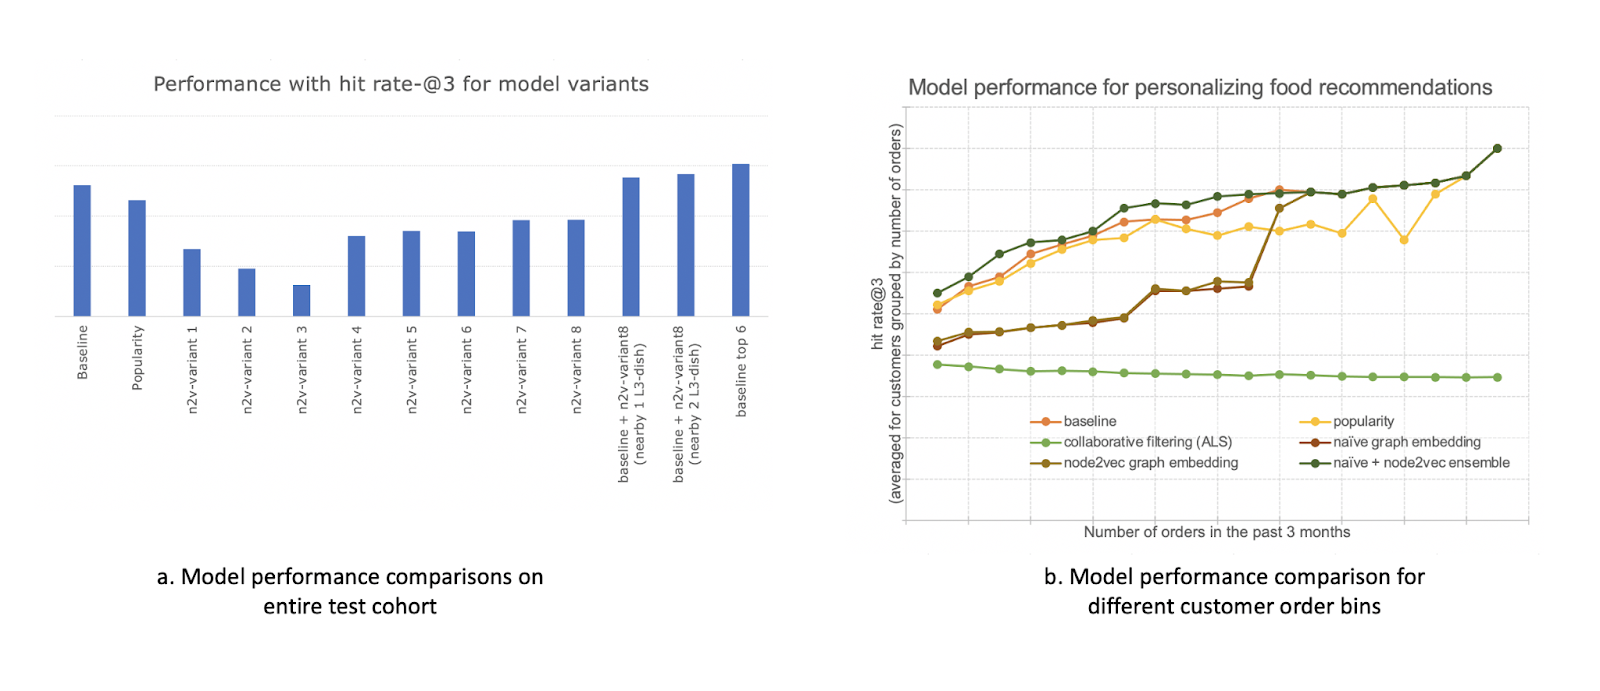 Performance with hit rate-@3 for model variants
Baseline
Popularity
n2v-variant 1
n2v-variant 2
n2v-variant 3
n2v-variant 4
n2v-variant 5
n2v-variant 6
n2v-variant 7
n2v-variant 8
baseline + n2v-variant8
(nearby 1 L3-dish)
baseline + n2v-variant8
(nearby 2 L3-dish)
baseline top 6
a. Model performance comparisons on
entire test cohort
Model performance for personalizing food recommendations
hit rate@3
(averaged for customers grouped by number of orders)
baseline
popularity
collaborative filtering (ALS)
naïve graph embedding
node2vec graph embedding
naïve + node2vec ensemble
Number of orders in the past 3 months
b. Model performance comparison for
different customer order bins